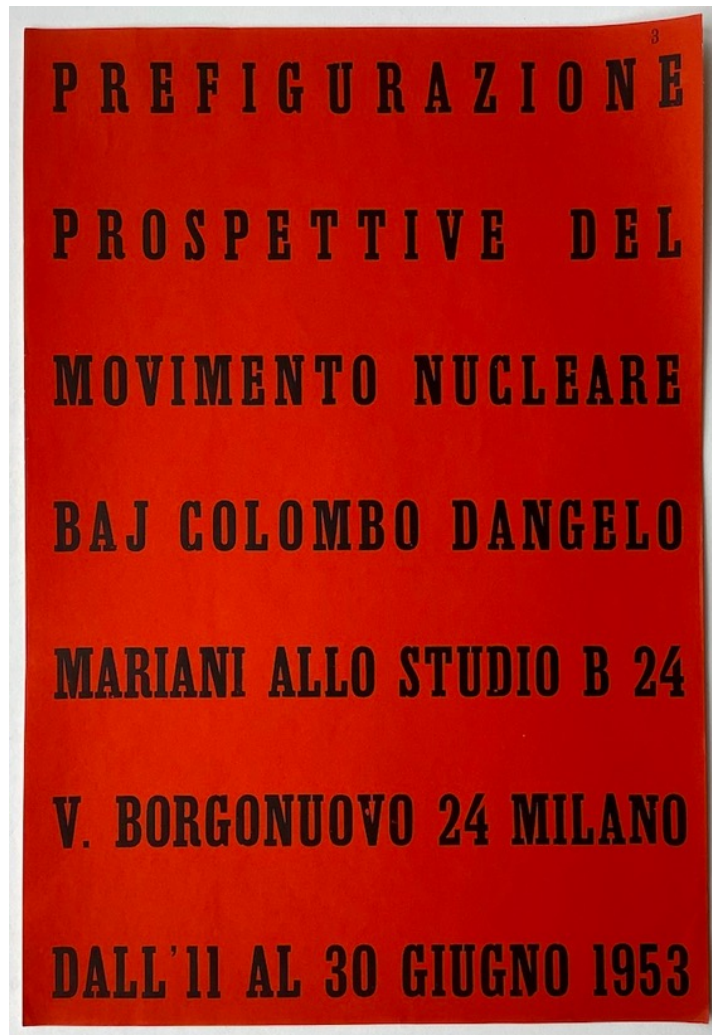 3
PREFIGURAZIONE
PROSPETTIVE DEL
MOVIMENTO NUCLEARE
BAJ COLOMBO DANGELO
MARIANI ALLO STUDIO B 24
V. BORGONUOVO 24 MILANO
DALL'11 AL 30 GIUGNO 1953